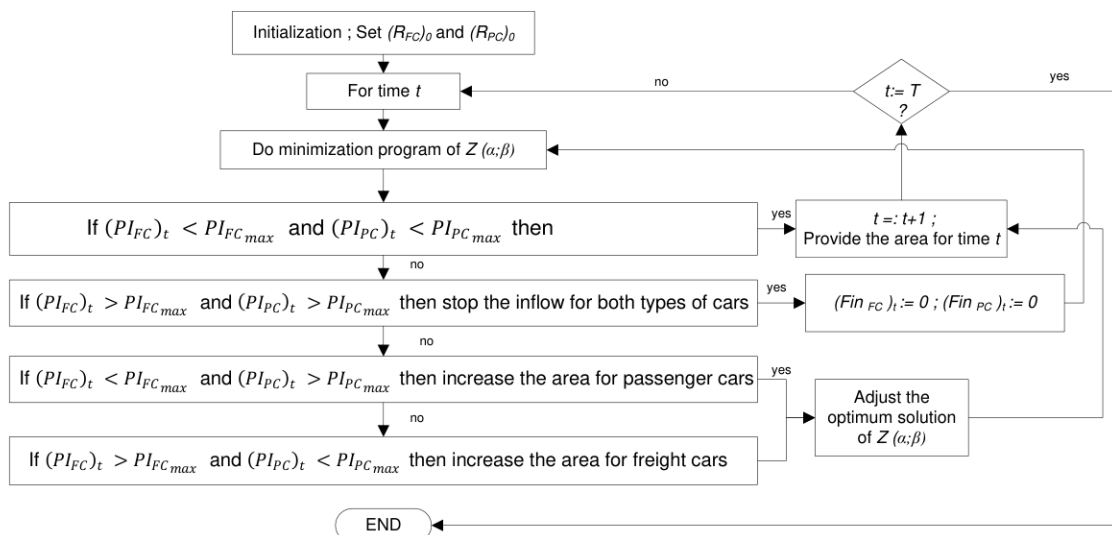 Initialization ; Set (R_FC)_0 and (R_PC)_0
For time t
no
t:= T
?
yes
Do minimization program of Z (α;β)
If (PI_FC)_t < PI_FC_max and (PI_PC)_t < PI_PC_max then
yes
t =: t+1 ;
Provide the area for time t
no
If (PI_FC)_t > PI_FC_max and (PI_PC)_t > PI_PC_max then stop the inflow for both types of cars
yes
(Fin _FC )_t := 0 ; (Fin _PC )_t := 0
no
If (PI_FC)_t < PI_FC_max and (PI_PC)_t > PI_PC_max then increase the area for passenger cars
yes
Adjust the
optimum solution
of Z (α;β)
no
If (PI_FC)_t > PI_FC_max and (PI_PC)_t < PI_PC_max then increase the area for freight cars
END